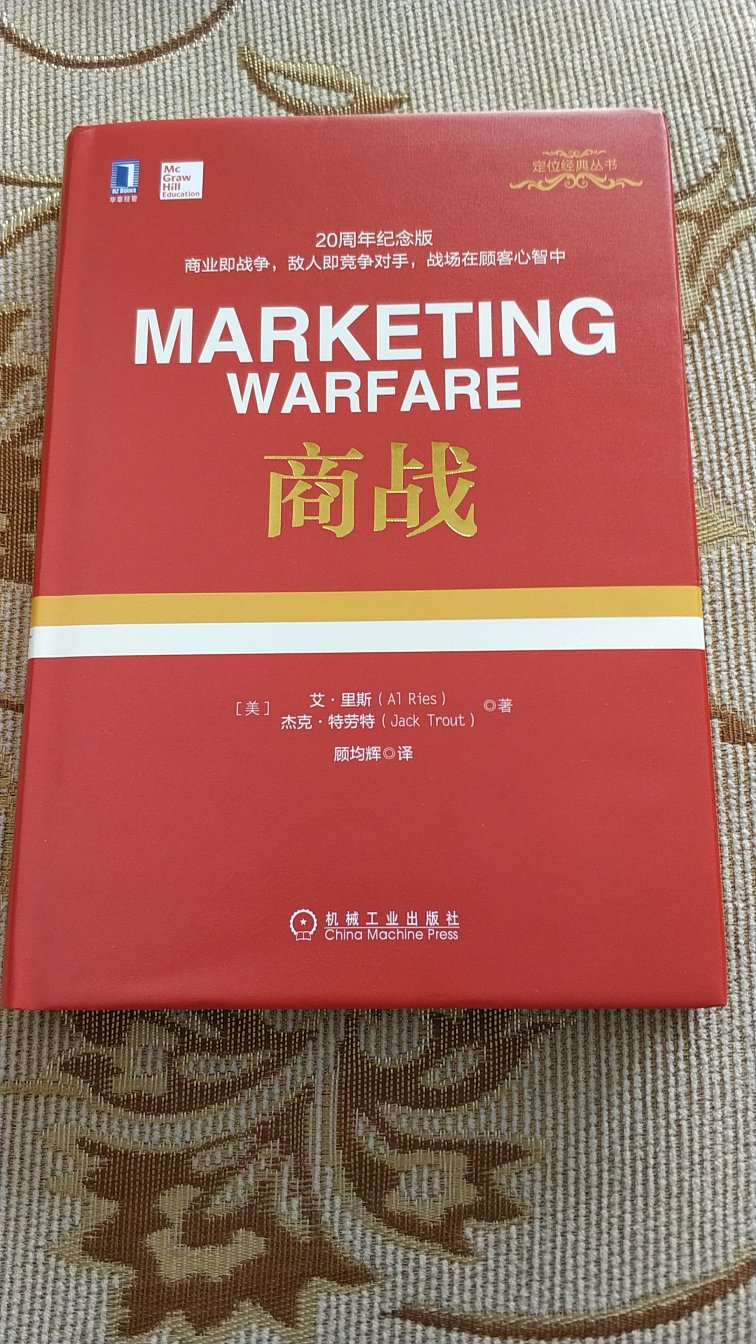 HZ BOOKS
华章经管
Mc
Graw
Hill
Education
定位经典丛书
20周年纪念版
商业即战争，敌人即竞争对手，战场在顾客心智中
MARKETING
WARFARE
商战
［美］ 艾·里斯（Al Ries） ◎著
杰克·特劳特（Jack Trout）
顾均辉◎译
机械工业出版社
China Machine Press